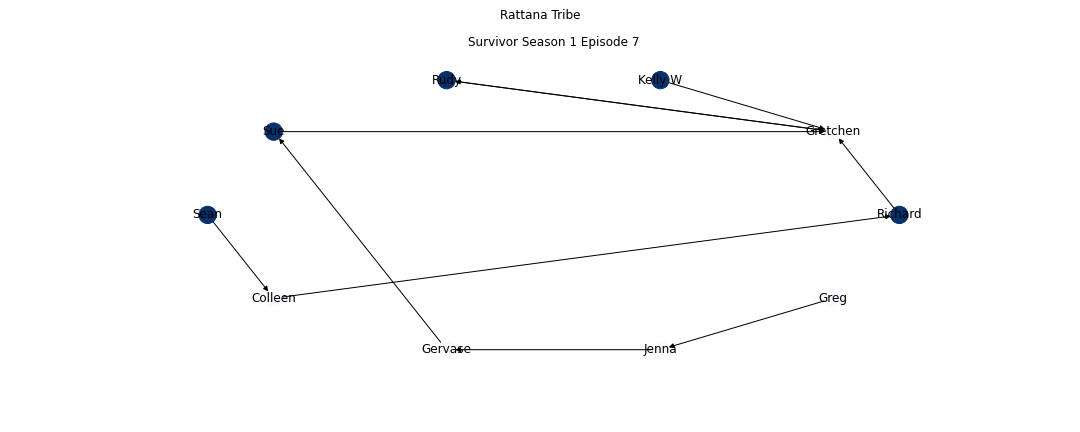 Rattana Tribe
Survivor Season 1 Episode 7
Rudy
Kelly W
Sue
Gretchen
Sean
Richard
Colleen
Greg
Gervase
Jenna